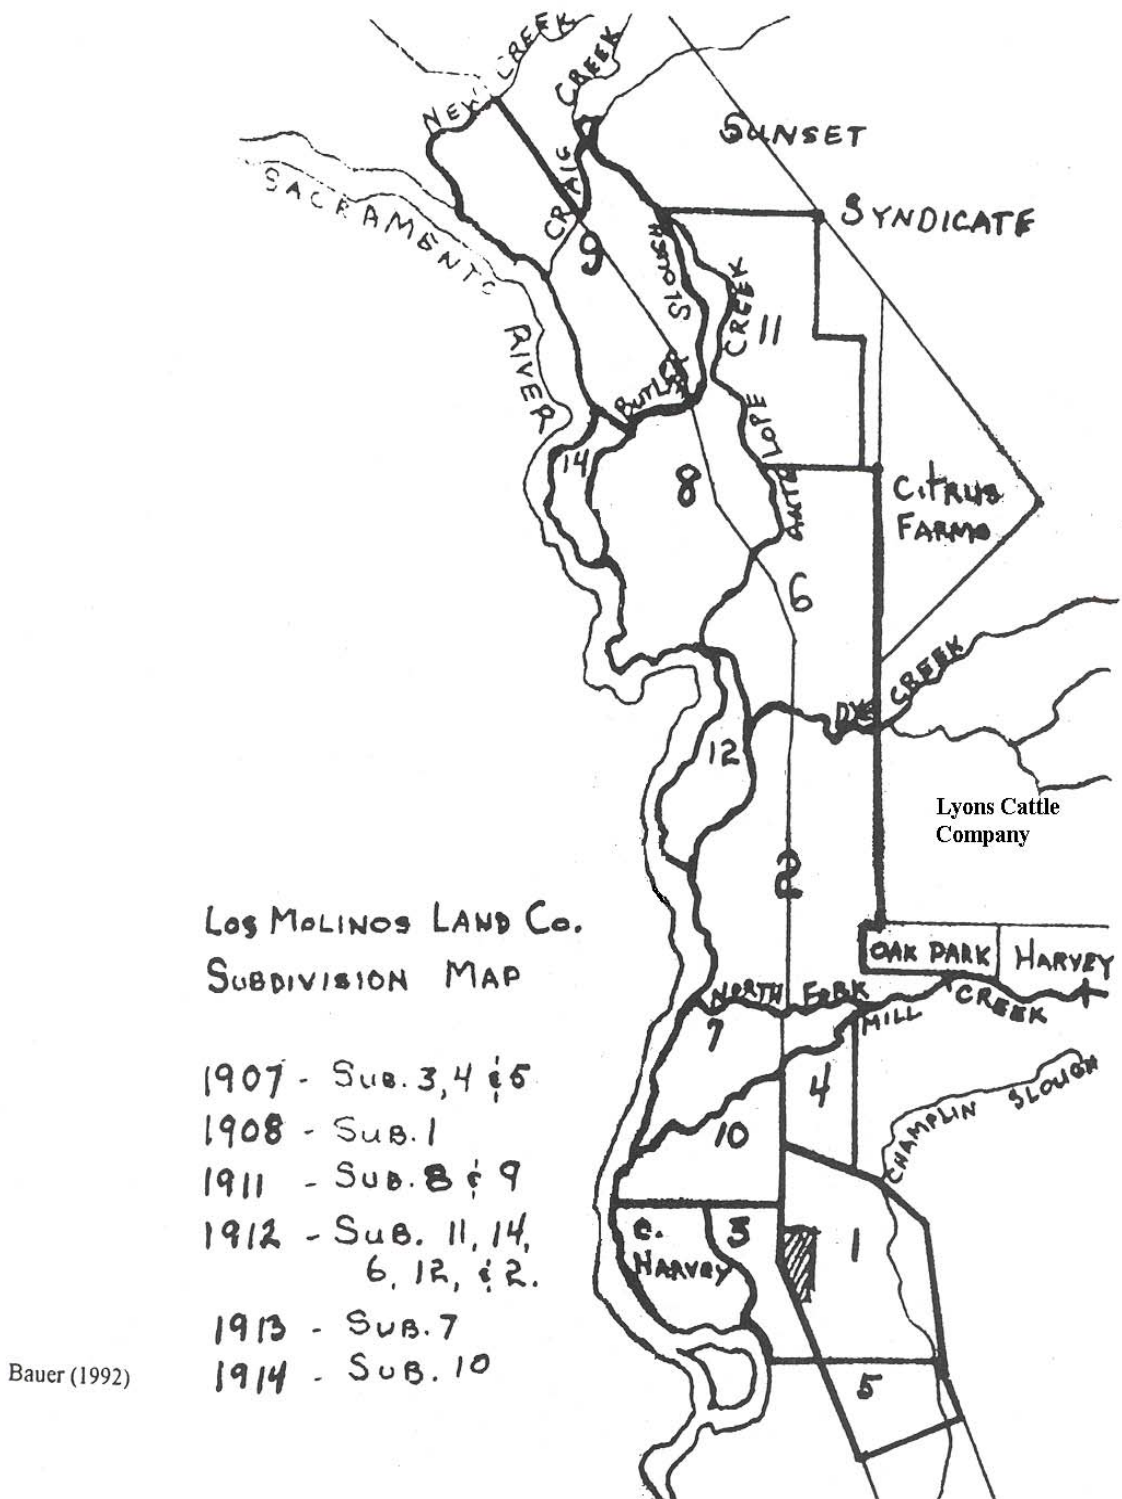 NEW CREEK
CRAIG CREEK
SUNSET
SACRAMENTO RIVER
SYNDICATE
9
SLOUGH
BUTLER
CREEK
11
ANTELOPE
14
8
CITRUS
FARMS
6
DYE CREEK
12
Lyons Cattle
Company
2
LOS MOLINOS LAND CO.
SUBDIVISION MAP
OAK PARK
HARVEY
NORTH FORK
MILL CREEK
7
4
10
CHAMPLIN SLOUGH
1907 - SUB. 3, 4 & 5
1908 - SUB. 1
1911 - SUB. 8 & 9
1912 - SUB. 11, 14,
6, 12, & 2.
1913 - SUB. 7
1914 - SUB. 10
C.
HARVEY
3
1
5
Bauer (1992)